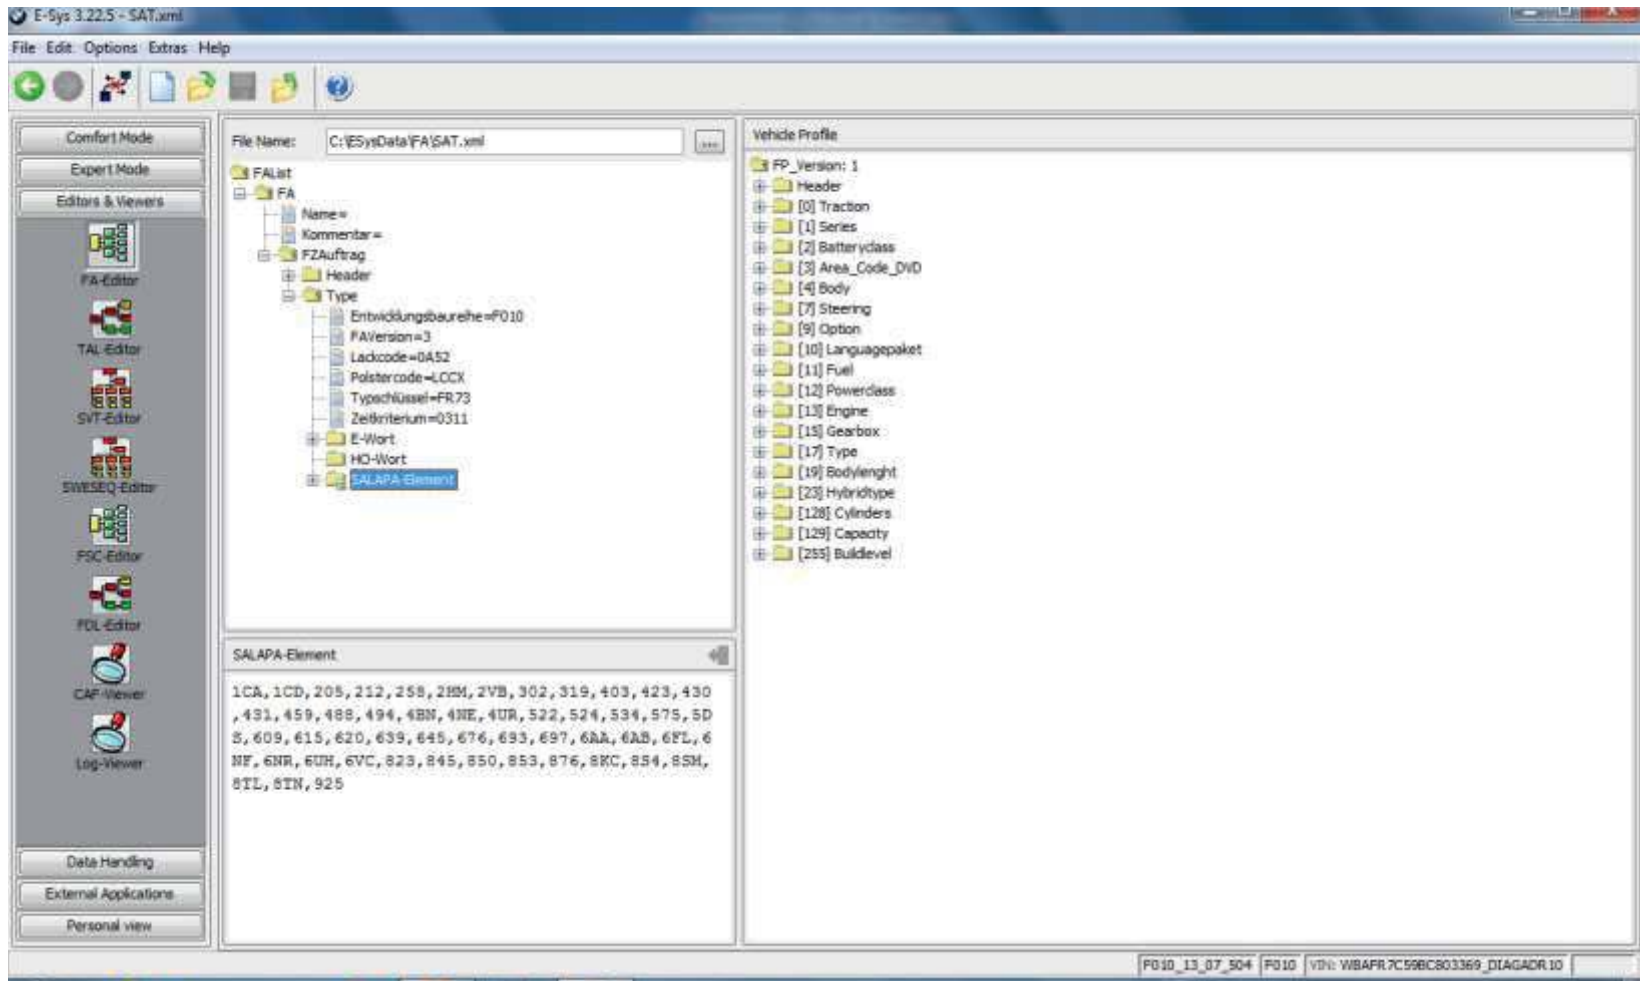 E-Sys 3.22.5 - SAT.xml
File Edit Options Extras Help
Comfort Mode
Expert Mode
Editors & Viewers
FA-Editor
TAL-Editor
SVT-Editor
SWESEQ-Editor
FSC-Editor
FDL-Editor
CAF-Viewer
Log-Viewer
Data Handling
External Applications
Personal view
File Name: C:\ESysData\FA\SAT.xml ...
FAList
FA
Name=
Kommentar=
FZAuftrag
Header
Type
Entwicklungsbaureihe=F010
FAVersion=3
Lackcode=0A52
Polstercode=LCCX
Typschlüssel=FR73
Zeitkriterium=0311
E-Wort
HO-Wort
SALAPA-Element
SALAPA-Element
1CA,1CD,205,212,258,2HM,2VB,302,319,403,423,430
,431,459,488,494,4BN,4NE,4UR,522,524,534,575,5D
S,609,615,620,639,645,676,693,697,6AA,6AB,6FL,6
NF,6NR,6UH,6VC,823,845,850,853,876,8KC,8S4,8SM,
8TL,8TN,925
Vehicle Profile
FP_Version: 1
Header
[0] Traction
[1] Series
[2] Batteryclass
[3] Area_Code_DVD
[4] Body
[7] Steering
[9] Option
[10] Languagepaket
[11] Fuel
[12] Powerclass
[13] Engine
[15] Gearbox
[17] Type
[19] Bodylenght
[23] Hybridtype
[128] Cylinders
[129] Capacity
[255] Buildlevel
F010_13_07_504 F010 VIN: WBAFR7C59BC803369_DIAGADR10